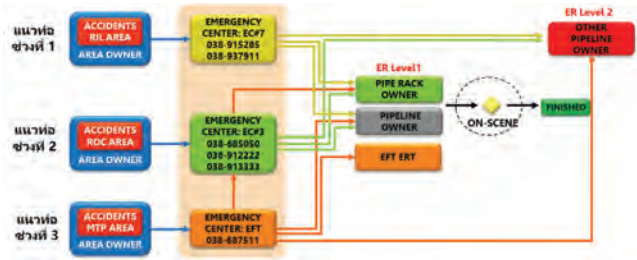 ER Level 2
แนวท่อ
ช่วงที่ 1
ACCIDENTS
RIL AREA
AREA OWNER
EMERGENCY
CENTER: EC#7
038-915285
038-937911
OTHER
PIPELINE
OWNER
ER Level1
PIPE RACK
OWNER
PIPELINE
OWNER
EFT ERT
ON-SCENE
FINISHED
แนวท่อ
ช่วงที่ 2
ACCIDENTS
ROC AREA
AREA OWNER
EMERGENCY
CENTER: EC#3
038-685050
038-912222
038-913333
แนวท่อ
ช่วงที่ 3
ACCIDENTS
MTP AREA
AREA OWNER
EMERGENCY
CENTER: EFT
038-687511